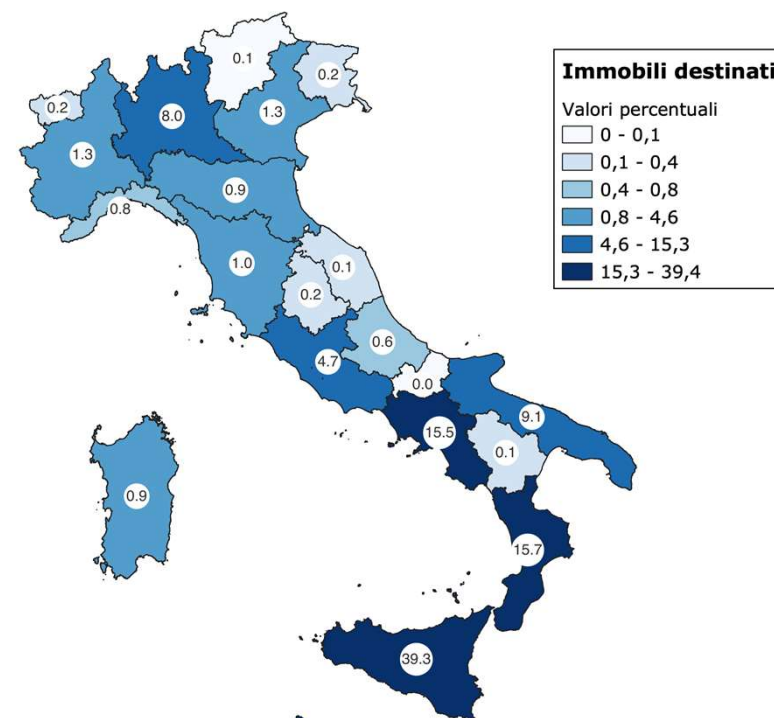 Immobili destinati
Valori percentuali
0 - 0,1
0,1 - 0,4
0,4 - 0,8
0,8 - 4,6
4,6 - 15,3
15,3 - 39,4
0.1
0.2
0.2
8.0
1.3
1.3
0.9
0.8
1.0
0.1
0.2
0.6
4.7
0.0
9.1
15.5
0.1
0.9
15.7
39.3